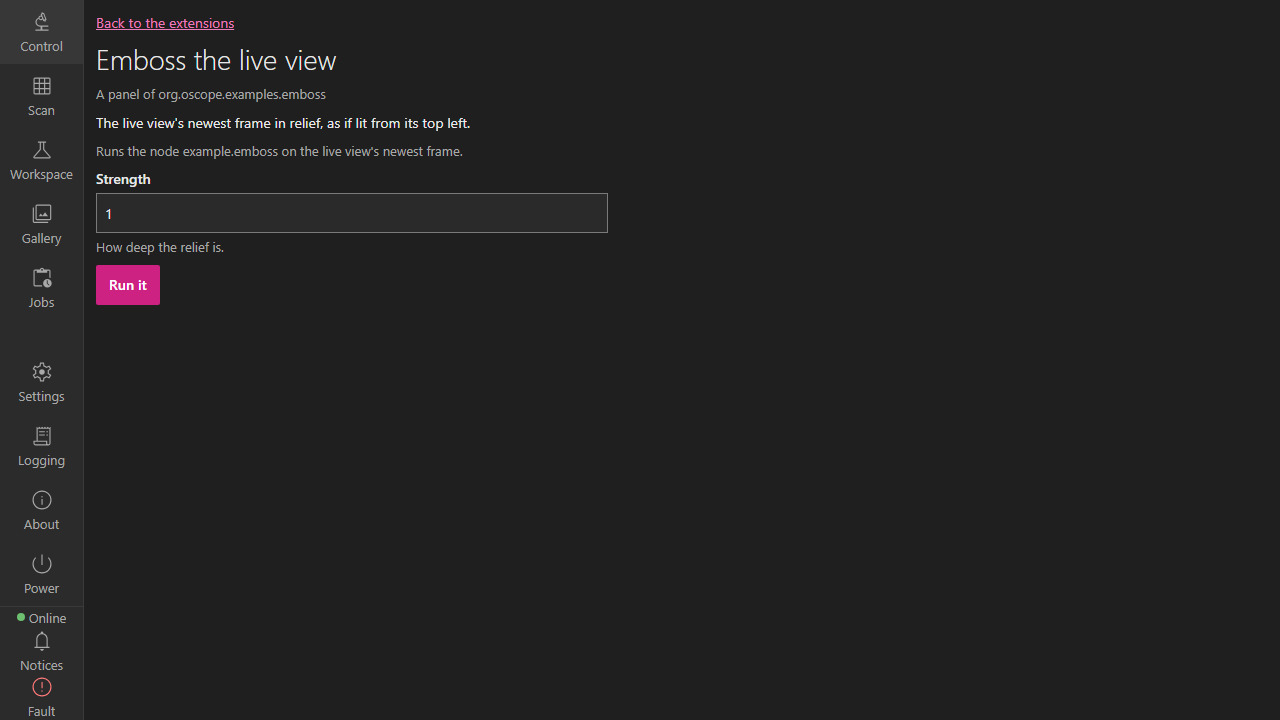 Control
Scan
Workspace
Gallery
Jobs
Settings
Logging
About
Power
Online
Notices
Fault
Back to the extensions
Emboss the live view
A panel of org.oscope.examples.emboss
The live view's newest frame in relief, as if lit from its top left.
Runs the node example.emboss on the live view's newest frame.
Strength
1
How deep the relief is.
Run it